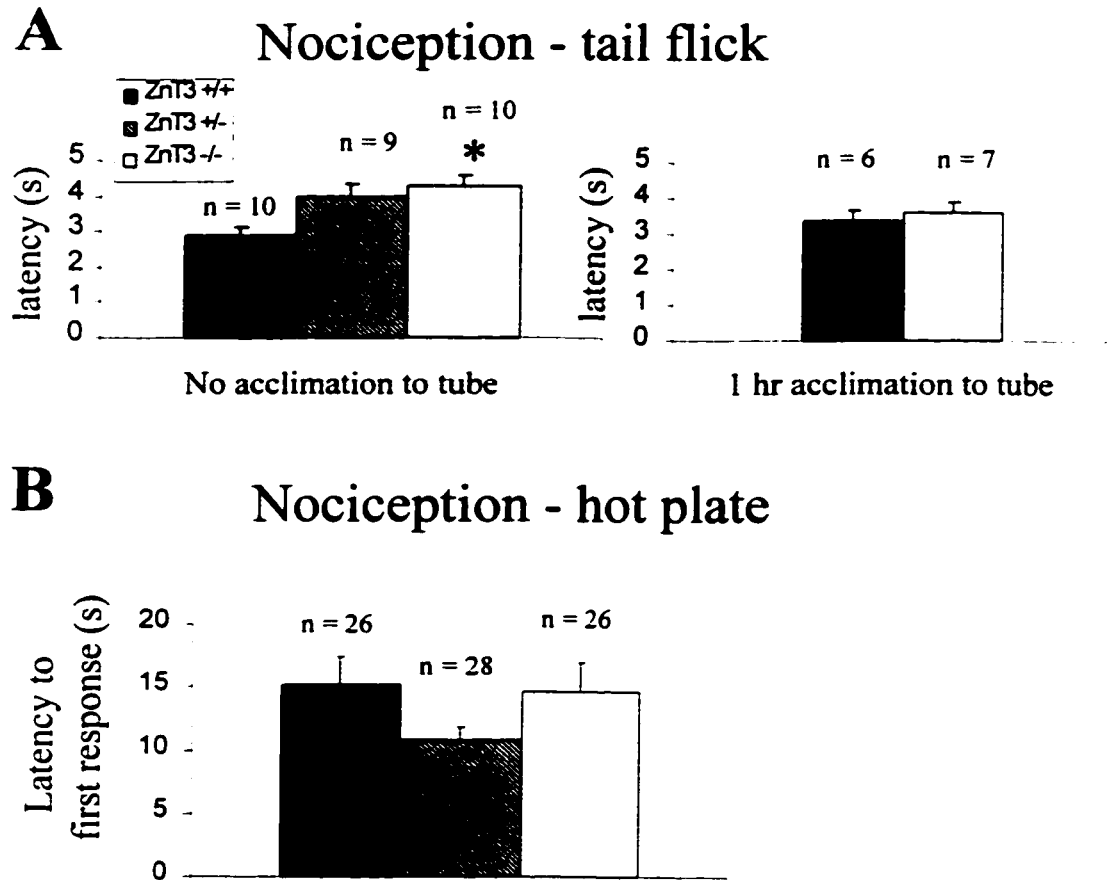 A
Nociception - tail flick
ZnT3 +/+
ZnT3 +/-
ZnT3 -/-
n = 10
n = 9
n = 10
*
latency (s)
5
4
3
2
1
0
No acclimation to tube
n = 6
n = 7
latency (s)
5
4
3
2
1
0
1 hr acclimation to tube
B
Nociception - hot plate
Latency to
first response (s)
20
15
10
5
0
n = 26
n = 28
n = 26